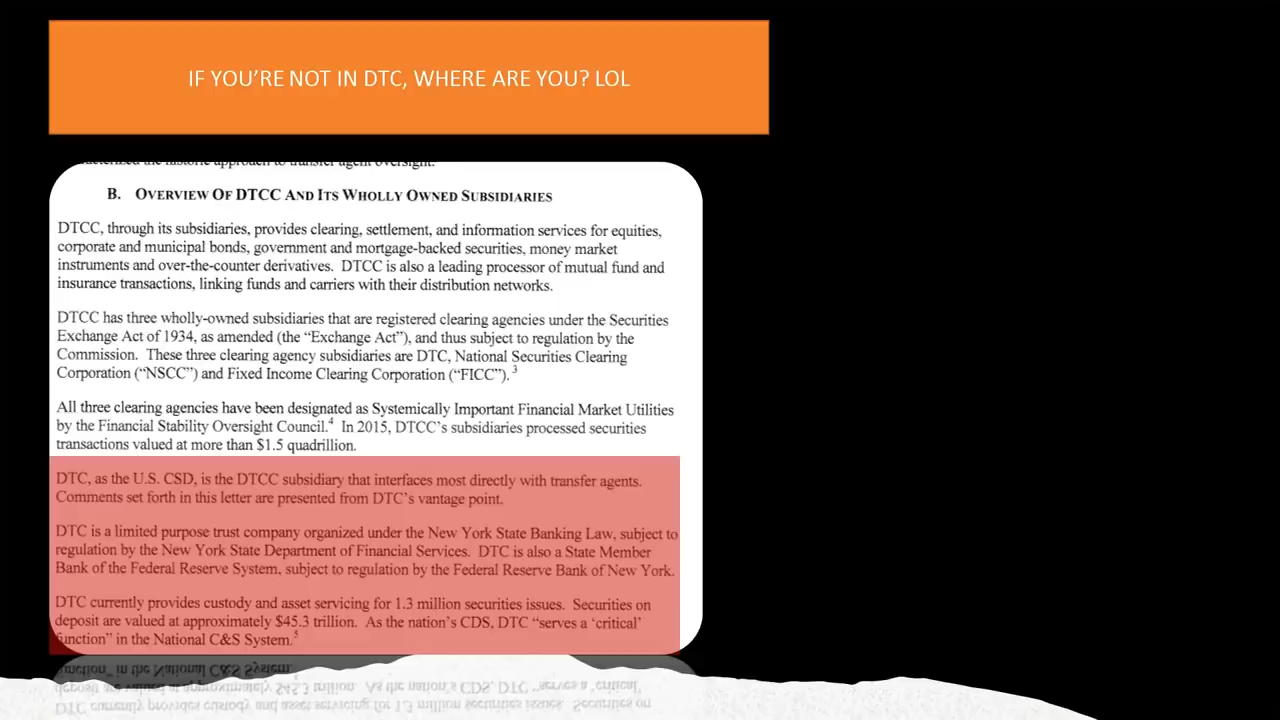 IF YOU'RE NOT IN DTC, WHERE ARE YOU? LOL
the historic approach to transfer agent oversight.
B. OVERVIEW OF DTCC AND ITS WHOLLY OWNED SUBSIDIARIES
DTCC, through its subsidiaries, provides clearing, settlement, and information services for equities,
corporate and municipal bonds, government and mortgage-backed securities, money market
instruments and over-the-counter derivatives. DTCC is also a leading processor of mutual fund and
insurance transactions, linking funds and carriers with their distribution networks.
DTCC has three wholly-owned subsidiaries that are registered clearing agencies under the Securities
Exchange Act of 1934, as amended (the “Exchange Act”), and thus subject to regulation by the
Commission. These three clearing agency subsidiaries are DTC, National Securities Clearing
Corporation (“NSCC”) and Fixed Income Clearing Corporation (“FICC”). 3
All three clearing agencies have been designated as Systemically Important Financial Market Utilities
by the Financial Stability Oversight Council.4 In 2015, DTCC’s subsidiaries processed securities
transactions valued at more than $1.5 quadrillion.
DTC, as the U.S. CSD, is the DTCC subsidiary that interfaces most directly with transfer agents.
Comments set forth in this letter are presented from DTC’s vantage point.
DTC is a limited purpose trust company organized under the New York State Banking Law, subject to
regulation by the New York State Department of Financial Services. DTC is also a State Member
Bank of the Federal Reserve System, subject to regulation by the Federal Reserve Bank of New York.
DTC currently provides custody and asset servicing for 1.3 million securities issues. Securities on
deposit are valued at approximately $45.3 trillion. As the nation’s CDS, DTC “serves a ‘critical’
function” in the National C&S System.5